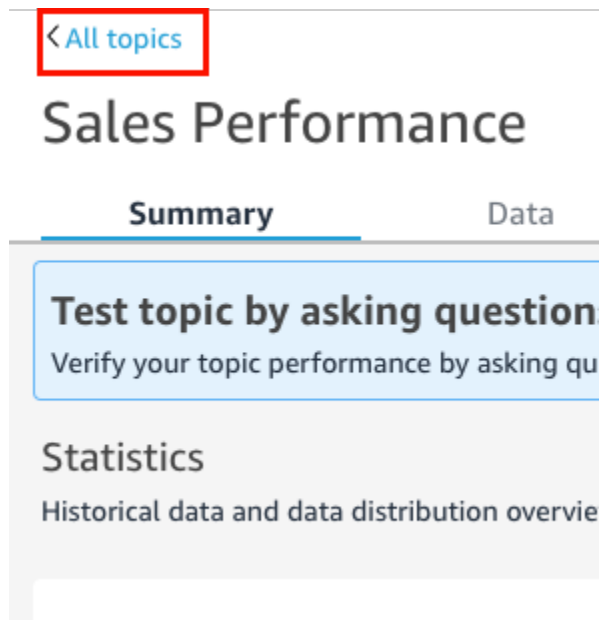 All topics
Sales Performance
Summary Data
Test topic by asking question
Verify your topic performance by asking qu
Statistics
Historical data and data distribution overvie